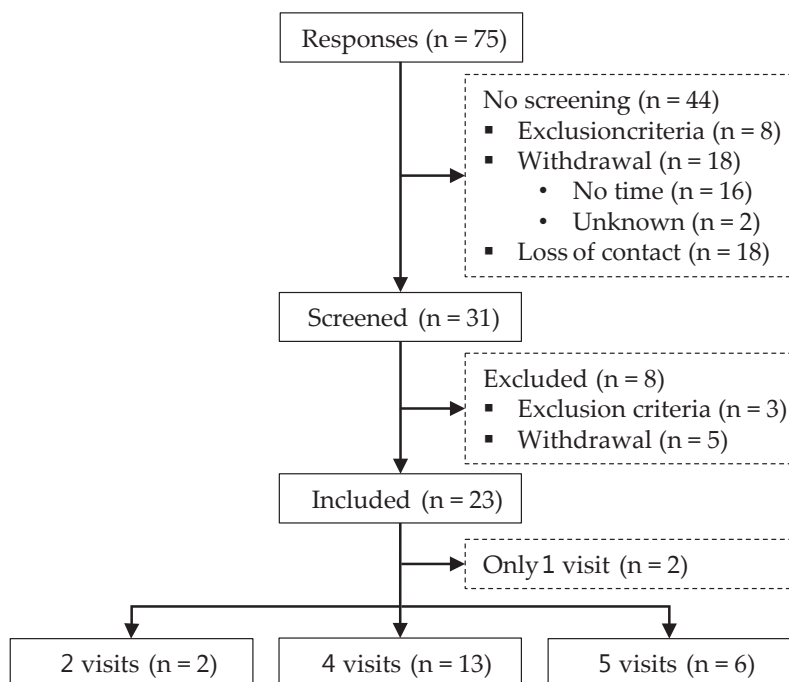 Responses (n = 75)
No screening (n = 44)
▪ Exclusioncriteria (n = 8)
▪ Withdrawal (n = 18)
• No time (n = 16)
• Unknown (n = 2)
▪ Loss of contact (n = 18)
Screened (n = 31)
Excluded (n = 8)
▪ Exclusion criteria (n = 3)
▪ Withdrawal (n = 5)
Included (n = 23)
Only 1 visit (n = 2)
2 visits (n = 2)
4 visits (n = 13)
5 visits (n = 6)